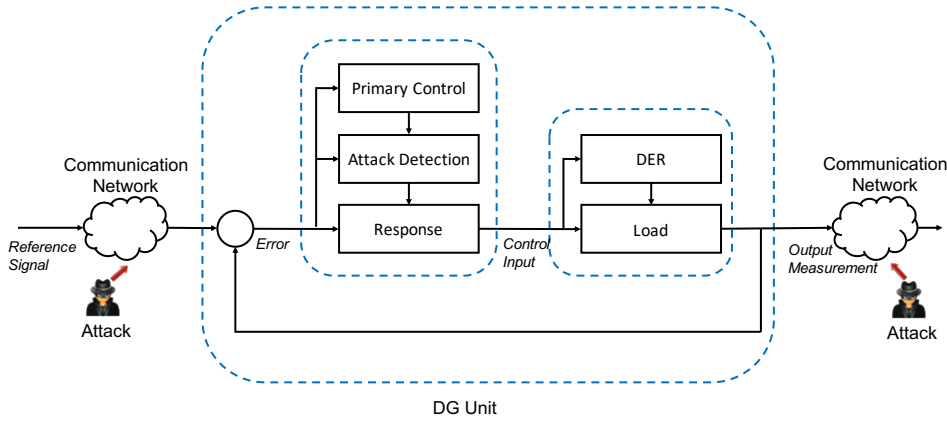 Primary Control
Attack Detection
Response
DER
Load
Communication
Network
Reference
Signal
Attack
Error
Control
Input
Output
Measurement
Communication
Network
Attack
DG Unit